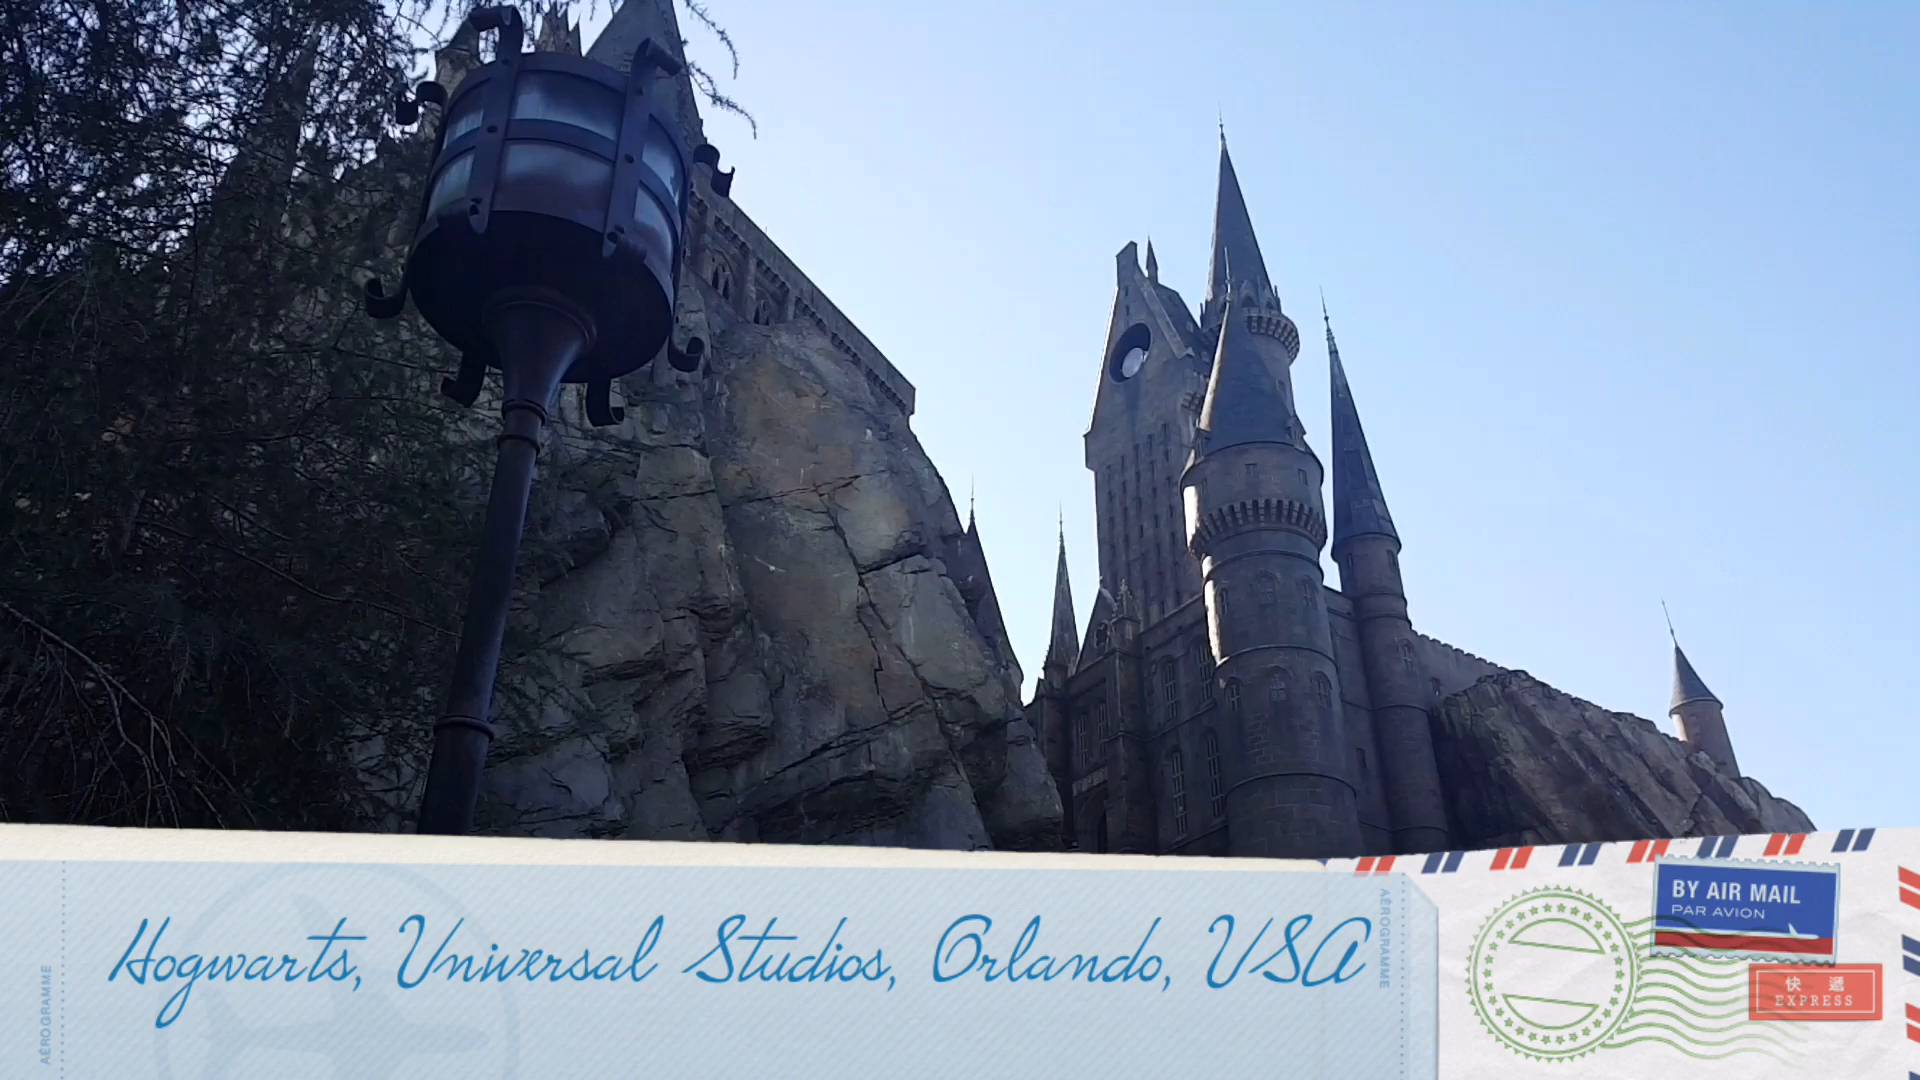 Hogwarts, Universal Studios, Orlando, USA
AÉROGRAMME
AÉROGRAMME
BY AIR MAIL
PAR AVION
快遞
EXPRESS